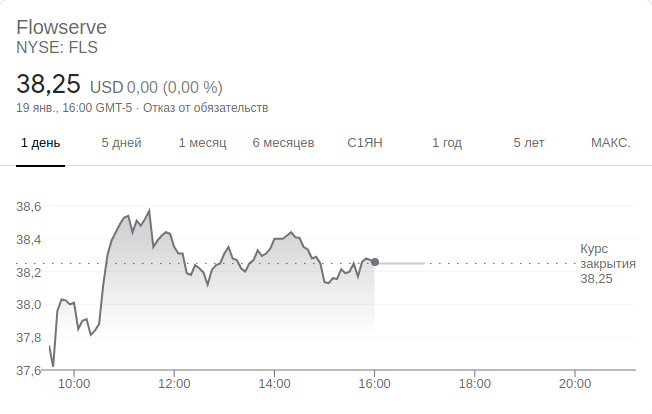 Flowserve
NYSE: FLS
38,25 USD 0,00 (0,00 %)
19 янв., 16:00 GMT-5 · Отказ от обязательств
1 день 5 дней 1 месяц 6 месяцев С1ЯН 1 год 5 лет МАКС.
38,6
38,4
38,2
38,0
37,8
37,6
Курс
закрытия
38,25
10:00 12:00 14:00 16:00 18:00 20:00